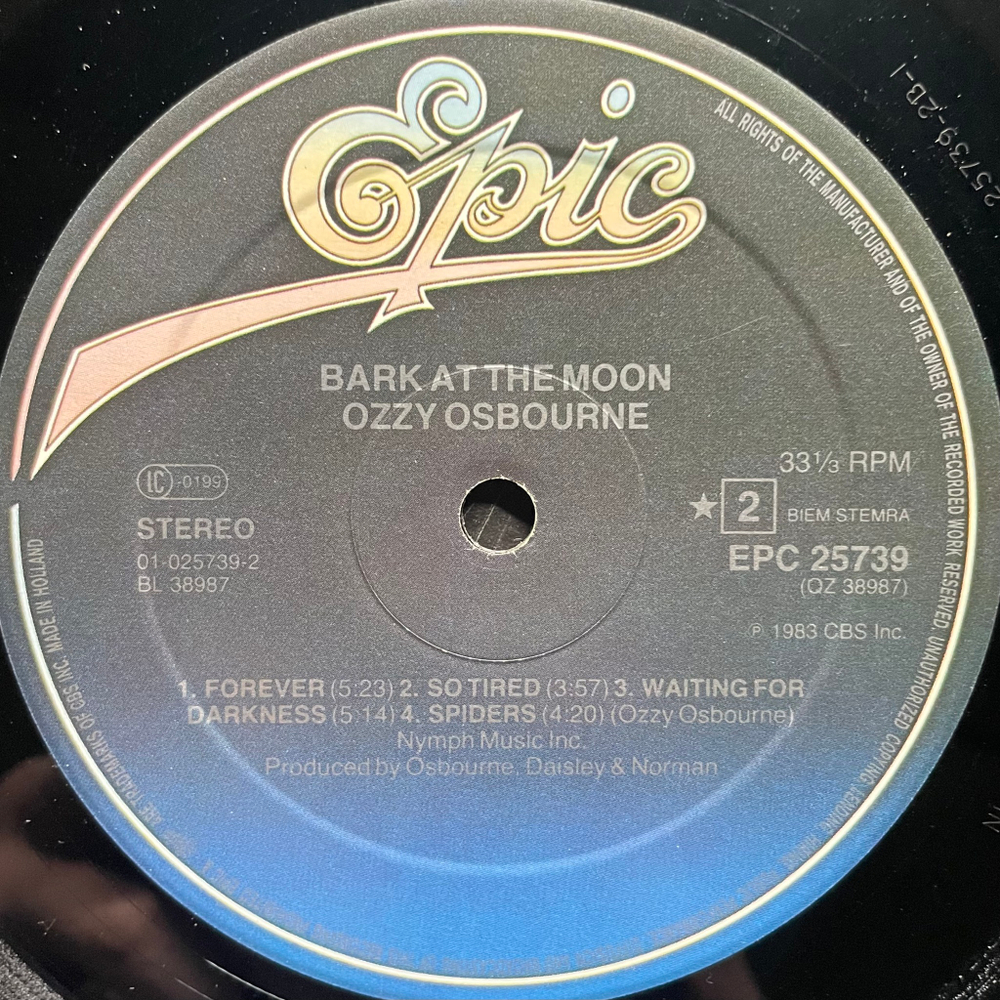 Epic
BARK AT THE MOON
OZZY OSBOURNE
LC -0199
STEREO
01-025739-2
BL 38987
33⅓ RPM
★ 2 BIEM STEMRA
EPC 25739
(QZ 38987)
℗ 1983 CBS Inc.
1. FOREVER (5:23) 2. SO TIRED (3:57) 3. WAITING FOR
DARKNESS (5:14) 4. SPIDERS (4:20) (Ozzy Osbourne)
Nymph Music Inc.
Produced by Osbourne, Daisley & Norman
ALL RIGHTS OF THE MANUFACTURER AND OF THE OWNER OF THE RECORDED WORK RESERVED. UNAUTHORIZED COPYING, LENDING,
ARE TRADEMARKS OF CBS INC. MADE IN HOLLAND
25739-2B-1